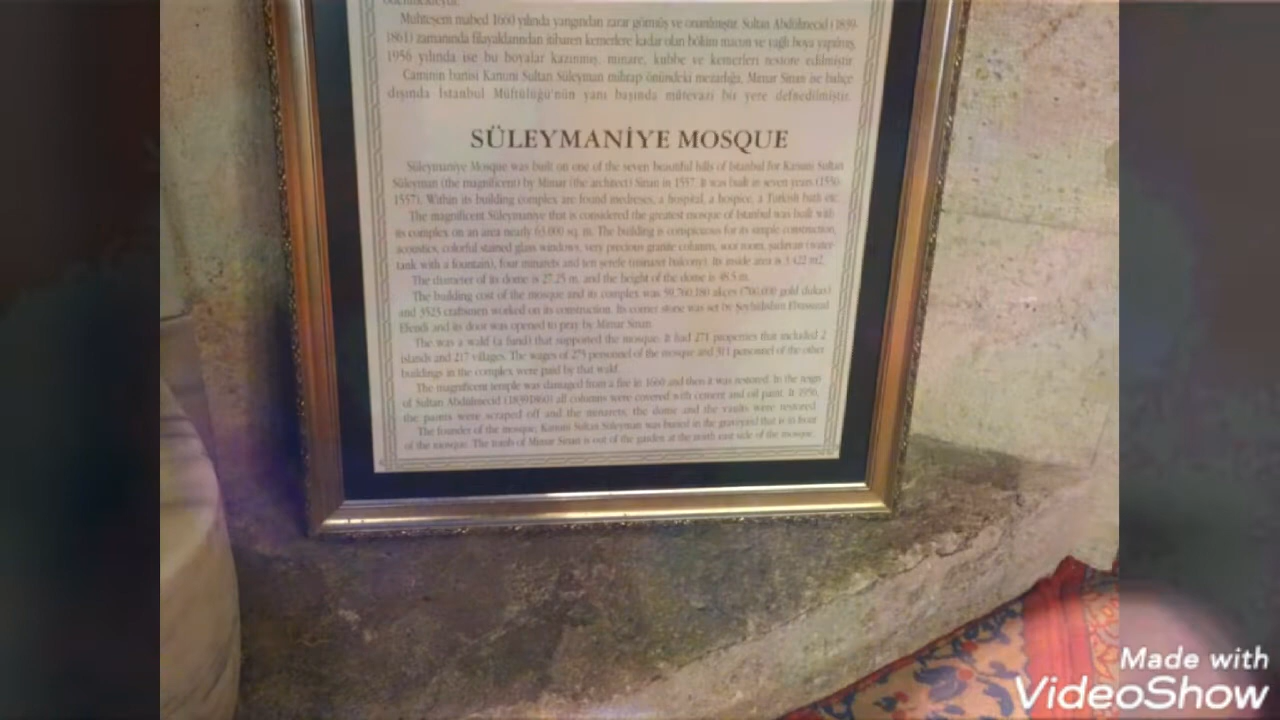 Muhteşem mabed 1660 yılında yangından zarar görmüş ve onarılmıştır. Sultan Abdülmecid (1839-
1861) zamanında filayaklarından itibaren kemerlere kadar olan bölüm macun ve yağlı boya yapılmış,
1956 yılında ise bu boyalar kazınmış, minare, kubbe ve kemerleri restore edilmiştir
Caminin banisi Kanuni Sultan Süleyman mihrap önündeki mezarlığa, Mimar Sinan ise bahçe
dışında İstanbul Müftülüğü'nün yanı başında mütevazi bir yere defnedilmiştir.
SÜLEYMANİYE MOSQUE
Süleymaniye Mosque was built on one of the seven beautiful hills of Istanbul for Kanuni Sultan
Süleyman (the magnificent) by Mimar (the architect) Sinan in 1557. It was built in seven years (1550-
1557). Within its building complex are found medreses, a hospital, a hospice, a Turkish bath etc.
The magnificent Süleymaniye that is considered the greatest mosque of Istanbul was built with
its complex on an area nearly 63.000 sq. m. The building is conspicuous for its simple construction,
acoustics, colorful stained glass windows, very precious granite columns, soot room, şadırvan (water
tank with a fountain), four minarets and ten şerefe (minaret balcony). Its inside area is 3.422 m2.
The diameter of its dome is 27.25 m. and the height of the dome is 48.5 m.
The building cost of the mosque and its complex was 59.760.180 akçes (700.000 gold dukas)
and 3523 craftsmen worked on its construction. Its corner stone was set by Şeyhülislam Ebussuud
Efendi and its door was opened to pray by Mimar Sinan
The was a wakf (a fund) that supported the mosque. It had 271 properties that included 2
islands and 217 villages. The wages of 275 personnel of the mosque and 311 personnel of the other
buildings in the complex were paid by that wakf.
The magnificent temple was damaged from a fire in 1660 and then it was restored. In the reign
of Sultan Abdülmecid (1839-1860) all columns were covered with cement and oil paint. It 1956,
the paints were scraped off and the minarets, the dome and the vaults were restored.
The founder of the mosque, Kanuni Sultan Süleyman was buried in the graveyard that is in front
of the mosque. The tomb of Mimar Sinan is out of the garden at the north east side of the mosque.
Made with
VideoShow